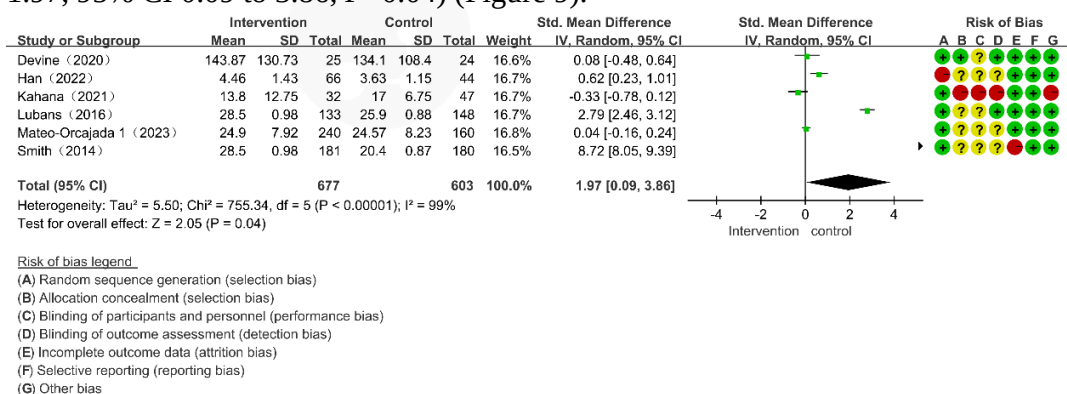 1.97, 95% CI 0.09 to 3.86, P=0.04) (Figure 5).
Intervention Control Std. Mean Difference Std. Mean Difference Risk of Bias
Study or Subgroup Mean SD Total Mean SD Total Weight IV, Random, 95% CI IV, Random, 95% CI A B C D E F G
Devine（2020） 143.87 130.73 25 134.1 108.4 24 16.6% 0.08 [-0.48, 0.64] + + ? + + + +
Han（2022） 4.46 1.43 66 3.63 1.15 44 16.7% 0.62 [0.23, 1.01] - ? ? ? + + +
Kahana（2021） 13.8 12.75 32 17 6.75 47 16.7% -0.33 [-0.78, 0.12] + - - - + + -
Lubans（2016） 28.5 0.98 133 25.9 0.88 148 16.7% 2.79 [2.46, 3.12] + ? ? + + + +
Mateo-Orcajada 1（2023） 24.9 7.92 240 24.57 8.23 160 16.8% 0.04 [-0.16, 0.24] + ? ? ? + + +
Smith（2014） 28.5 0.98 181 20.4 0.87 180 16.5% 8.72 [8.05, 9.39] + ? ? ? - + +
Total (95% CI) 677 603 100.0% 1.97 [0.09, 3.86]
Heterogeneity: Tau² = 5.50; Chi² = 755.34, df = 5 (P < 0.00001); I² = 99%
Test for overall effect: Z = 2.05 (P = 0.04)
-4 -2 0 2 4
Intervention control
Risk of bias legend
(A) Random sequence generation (selection bias)
(B) Allocation concealment (selection bias)
(C) Blinding of participants and personnel (performance bias)
(D) Blinding of outcome assessment (detection bias)
(E) Incomplete outcome data (attrition bias)
(F) Selective reporting (reporting bias)
(G) Other bias